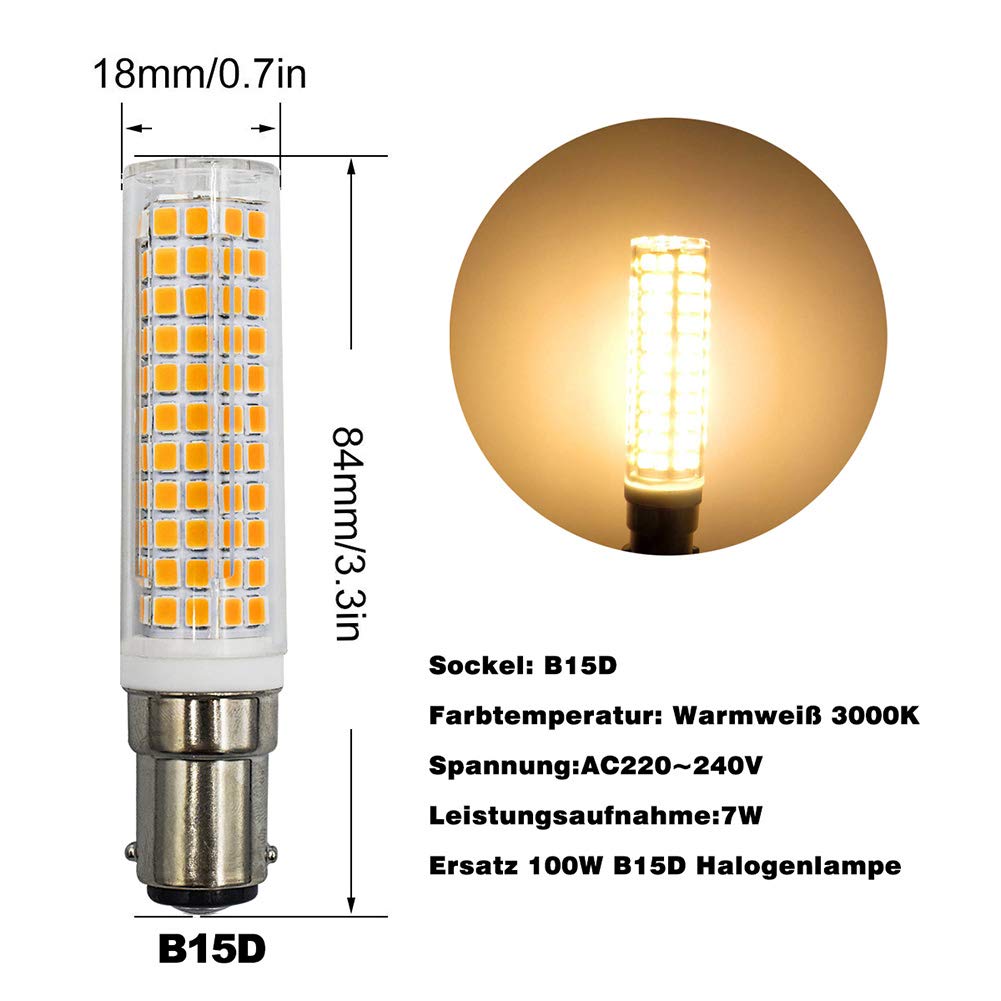 18mm/0.7in
84mm/3.3in
Sockel: B15D
Farbtemperatur: Warmweiß 3000K
Spannung:AC220~240V
Leistungsaufnahme:7W
Ersatz 100W B15D Halogenlampe
B15D